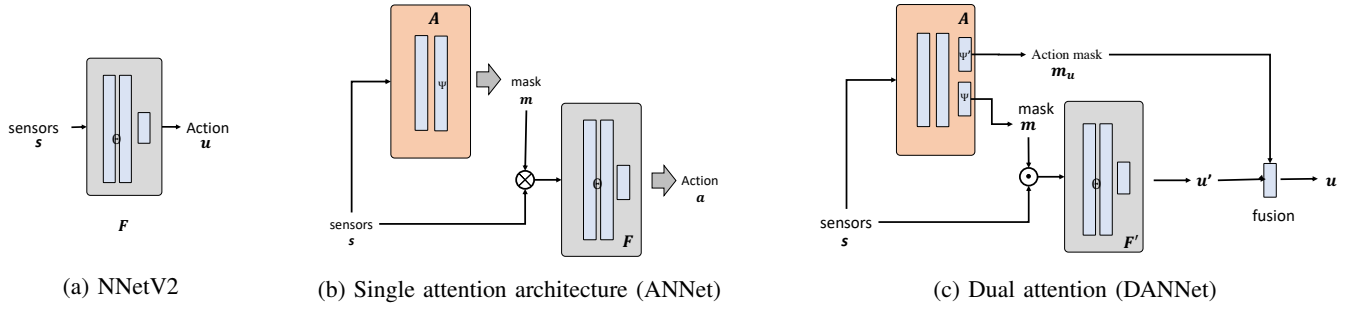 sensors
s
Θ
Action
u
F
(a) NNetV2
A
Ψ
mask
m
sensors
s
Θ
F
Action
a
(b) Single attention architecture (ANNet)
A
Ψ'
Ψ
Action mask
m_u
mask
m
sensors
s
Θ
F'
u'
fusion
u
(c) Dual attention (DANNet)